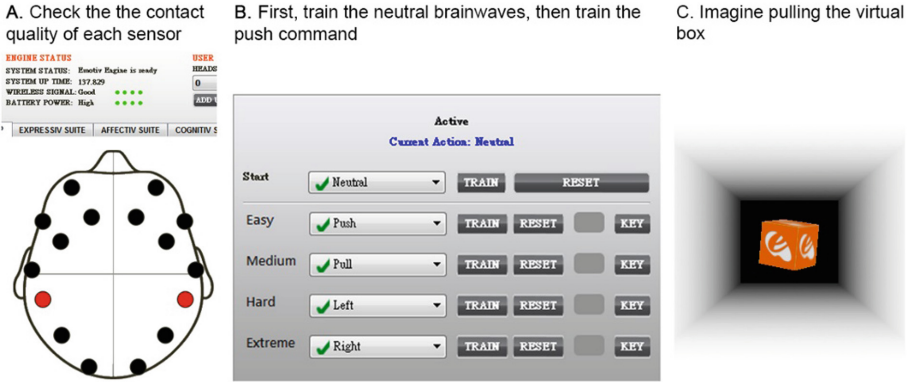 A. Check the the contact
quality of each sensor
ENGINE STATUS
USER
SYSTEM STATUS: Emotiv Engine is ready
HEADS
SYSTEM UP TIME: 137.829
0
WIRELESS SIGNAL: Good
BATTERY POWER: High
ADD U
EXPRESSIV SUITE
AFFECTIV SUITE
COGNITIV S
B. First, train the neutral brainwaves, then train the
push command
Active
Current Action: Neutral
Start Neutral TRAIN RESET
Easy Push TRAIN RESET KEY
Medium Pull TRAIN RESET KEY
Hard Left TRAIN RESET KEY
Extreme Right TRAIN RESET KEY
C. Imagine pulling the virtual
box